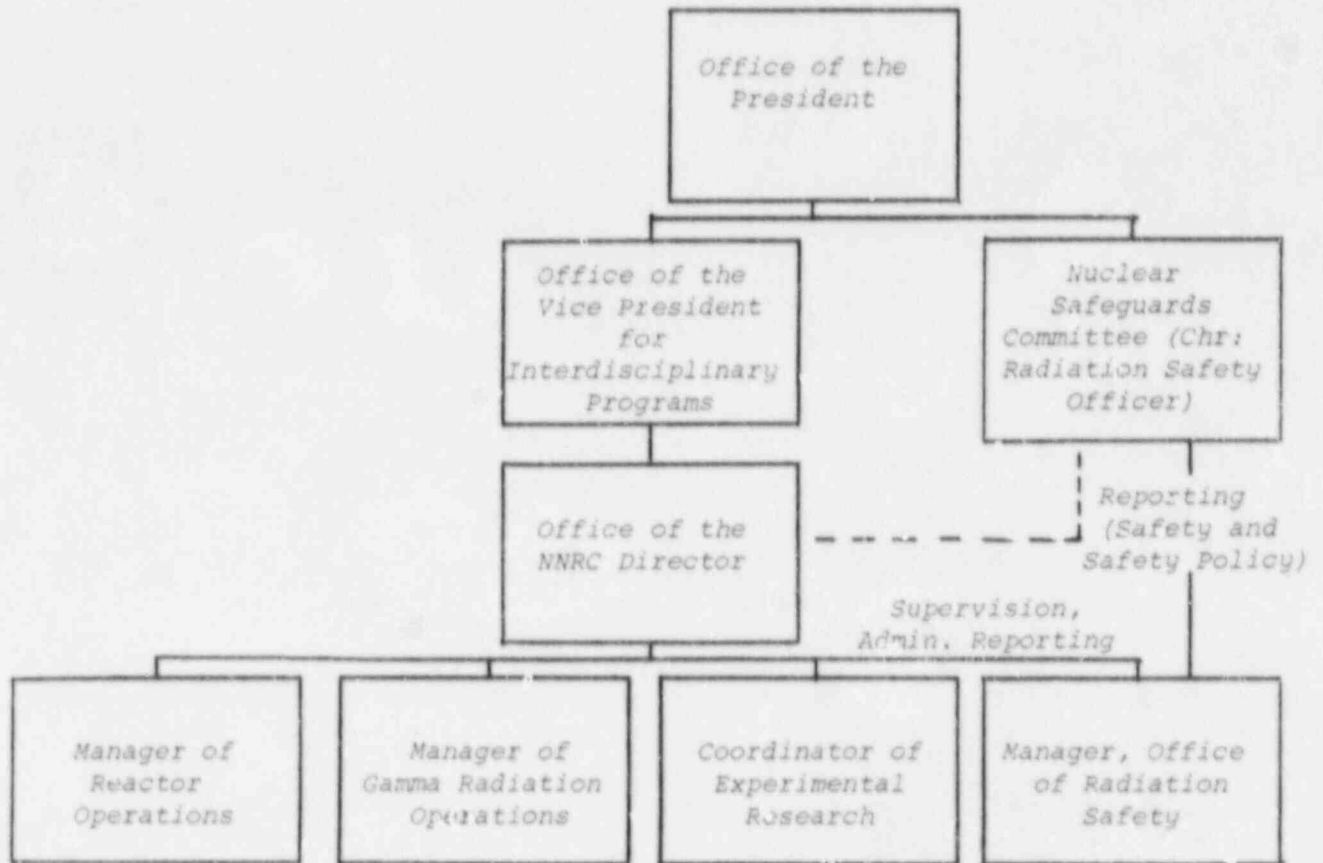 Office of the
President
Office of the
Vice President
for
Interdisciplinary
Programs
Nuclear
Safeguards
Committee (Chr:
Radiation Safety
Officer)
Office of the
NNRC Director
Reporting
(Safety and
Safety Policy)
Supervision,
Admin. Reporting
Manager of
Reactor
Operations
Manager of
Gamma Radiation
Operations
Coordinator of
Experimental
Research
Manager, Office
of Radiation
Safety